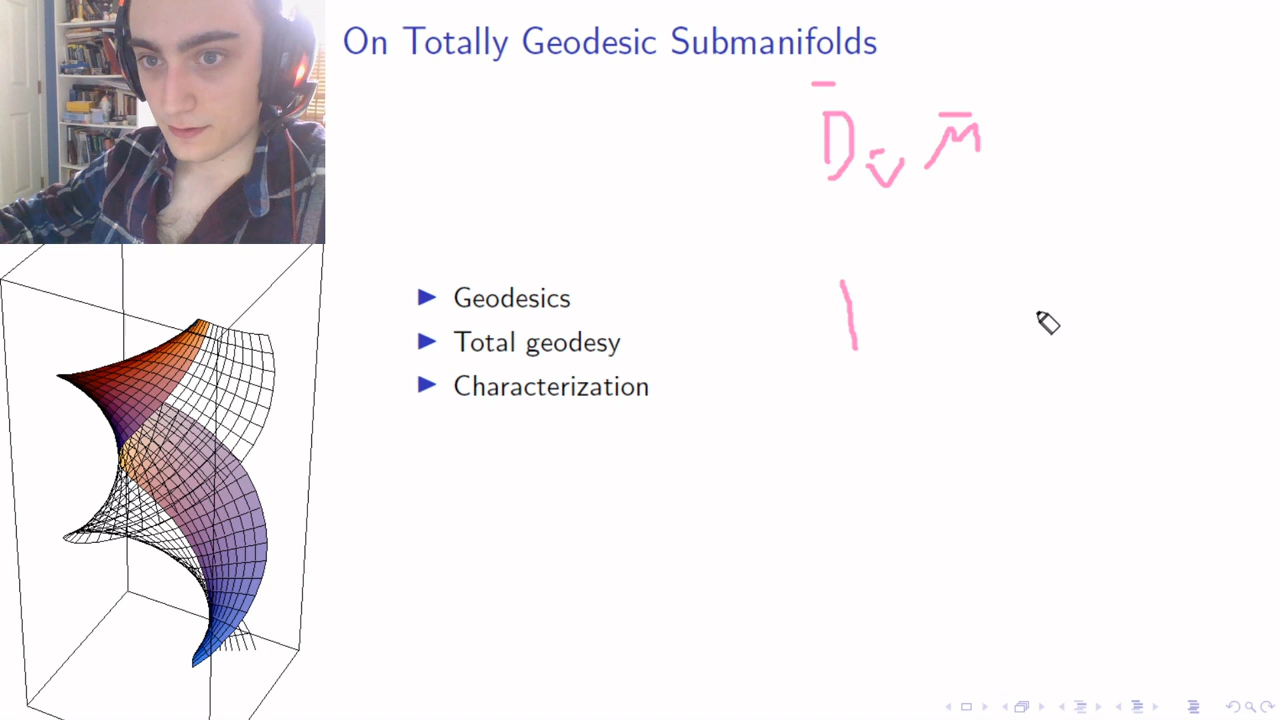 On Totally Geodesic Submanifolds
D̅ v̅ M̅
▶ Geodesics
▶ Total geodesy
▶ Characterization